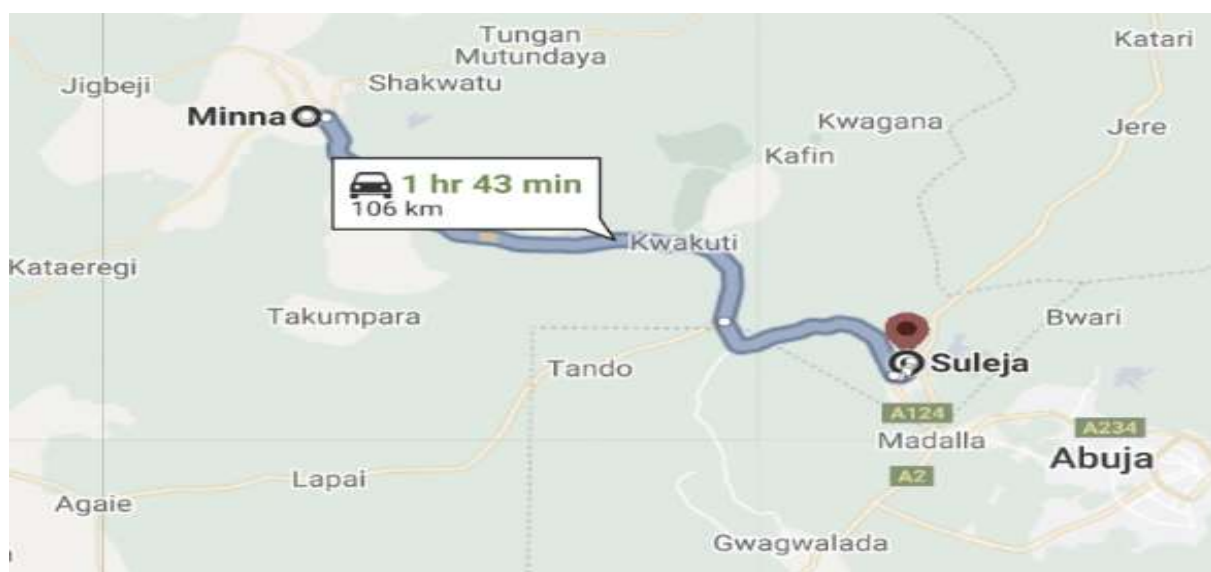 Tungan
Mutundaya
Katari
Jigbeji
Shakwatu
Minna
Kwagana
Jere
Kafin
1 hr 43 min
106 km
Kwakuti
Kataeregi
Takumpara
Bwari
Tando
Suleja
A124
A234
Madalla
Abuja
Lapai
A2
Agaie
Gwagwalada